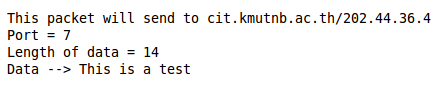 This packet will send to cit.kmutnb.ac.th/202.44.36.4
Port = 7
Length of data = 14
Data --> This is a test